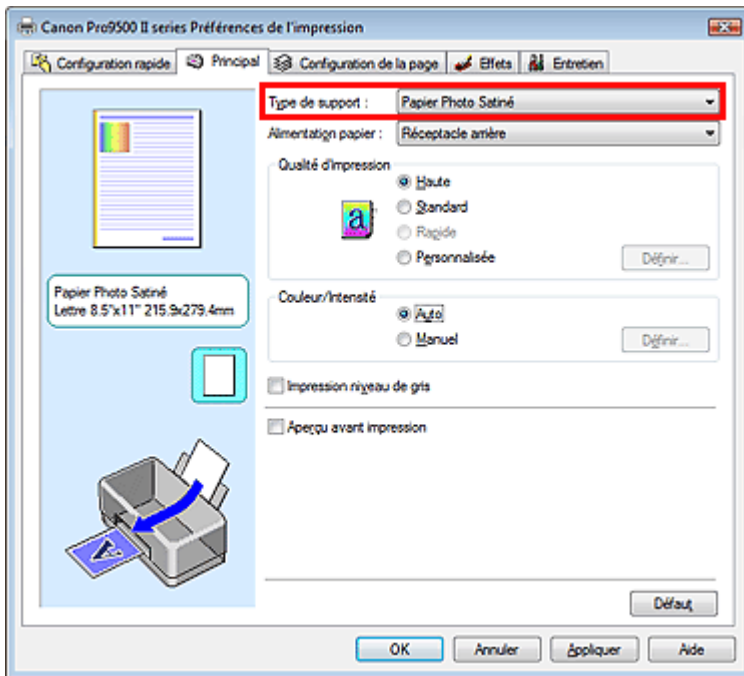 Canon Pro9500 II series Préférences de l'impression
Configuration rapide Principal Configuration de la page Effets Entretien
Type de support : Papier Photo Satiné
Alimentation papier : Réceptacle arrière
Qualité d'impression
Haute
Standard
Rapide
Personnalisée Définir...
Papier Photo Satiné
Lettre 8.5"x11" 215.9x279.4mm
Couleur/Intensité
Auto
Manuel Définir...
Impression niveau de gris
Aperçu avant impression
Défaut
OK Annuler Appliquer Aide